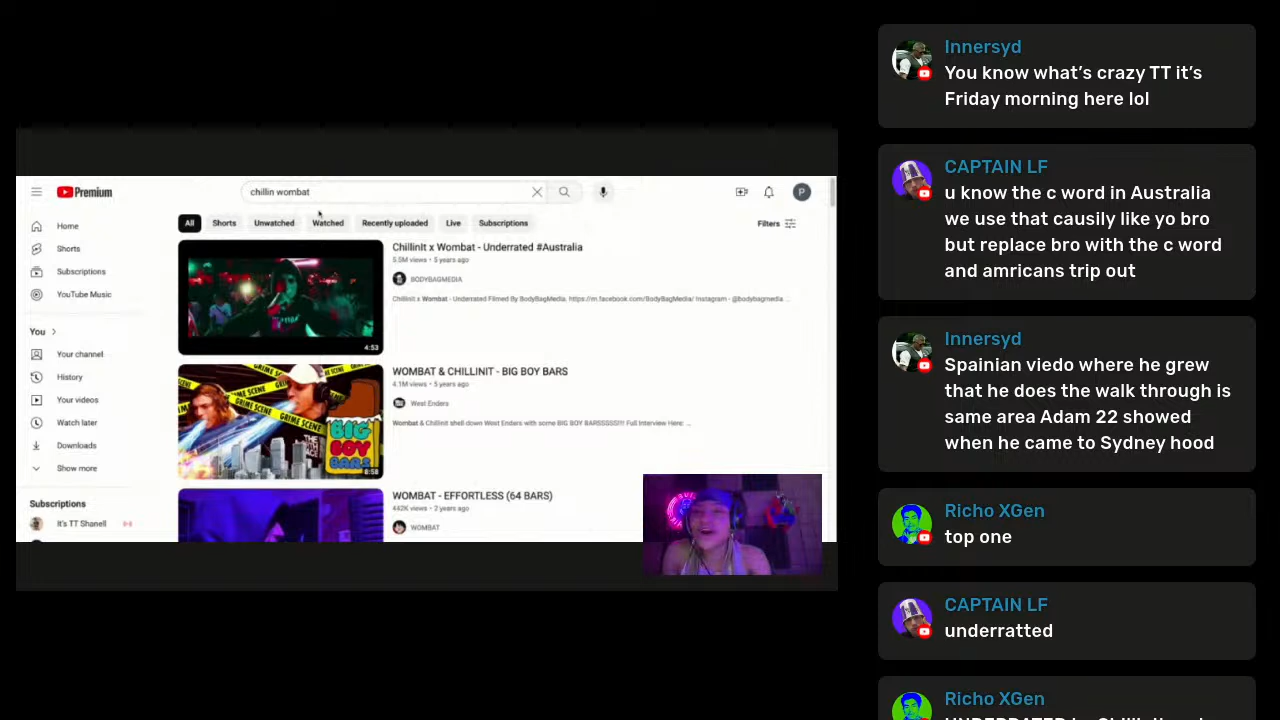 Premium
chillin wombat
P
All
Shorts
Unwatched
Watched
Recently uploaded
Live
Subscriptions
Filters
Home
Shorts
Subscriptions
YouTube Music
You
Your channel
History
Your videos
Watch later
Downloads
Show more
Subscriptions
It's TT Shanell
ChillinIt x Wombat - Underrated #Australia
5.5M views • 5 years ago
BODYBAGMEDIA
Chillinit x Wombat - Underrated Filmed By BodyBagMedia. https://m.facebook.com/BodyBagMedia/ Instagram - @bodybagmedia ...
4:53
WOMBAT & CHILLINIT - BIG BOY BARS
4.1M views • 5 years ago
West Enders
Wombat & Chillinit shell down West Enders with some BIG BOY BARSSSSS!!! Full Interview Here: ...
BIG
BOY
BARS
8:58
WOMBAT - EFFORTLESS (64 BARS)
442K views • 2 years ago
WOMBAT
Innersyd
You know what’s crazy TT it’s
Friday morning here lol
CAPTAIN LF
u know the c word in Australia
we use that causily like yo bro
but replace bro with the c word
and amricans trip out
Innersyd
Spainian viedo where he grew
that he does the walk through is
same area Adam 22 showed
when he came to Sydney hood
Richo XGen
top one
CAPTAIN LF
underratted
Richo XGen